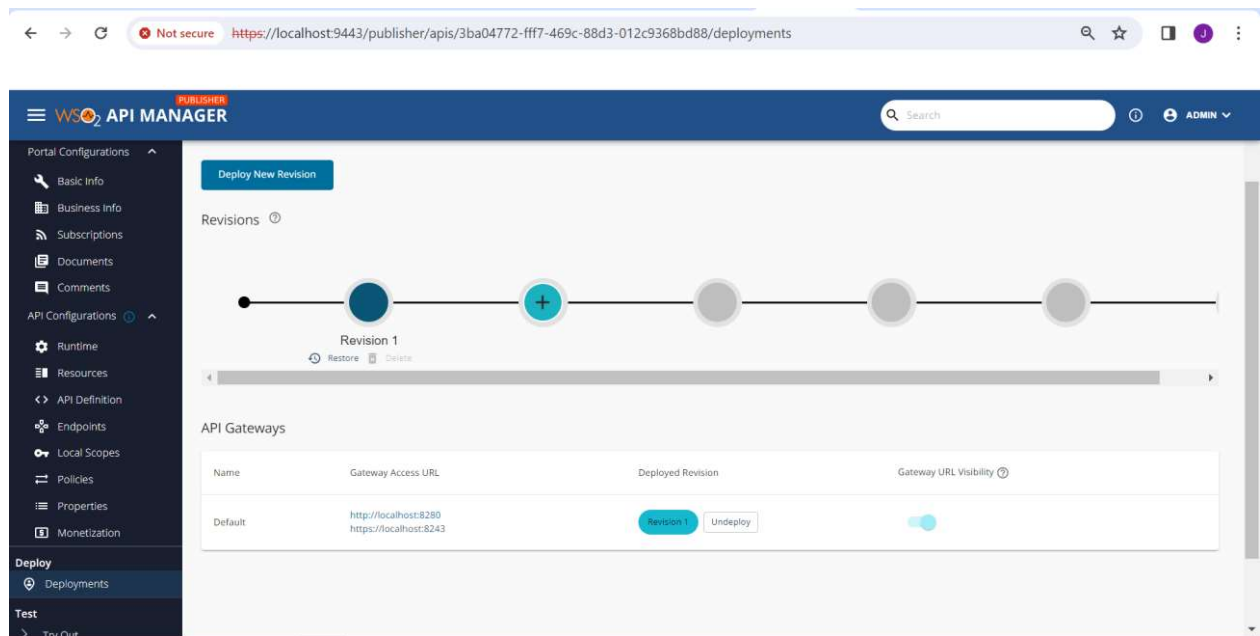 Not secure https://localhost:9443/publisher/apis/3ba04772-fff7-469c-88d3-012c9368bd88/deployments
J
PUBLISHER
WSO2 API MANAGER
Search
ADMIN
Portal Configurations
Basic Info
Business Info
Subscriptions
Documents
Comments
API Configurations
Runtime
Resources
API Definition
Endpoints
Local Scopes
Policies
Properties
Monetization
Deploy
Deployments
Test
Try Out
Deploy New Revision
Revisions
Revision 1
Restore Delete
API Gateways
Name Gateway Access URL Deployed Revision Gateway URL Visibility
Default http://localhost:8280 Revision 1 Undeploy
https://localhost:8243